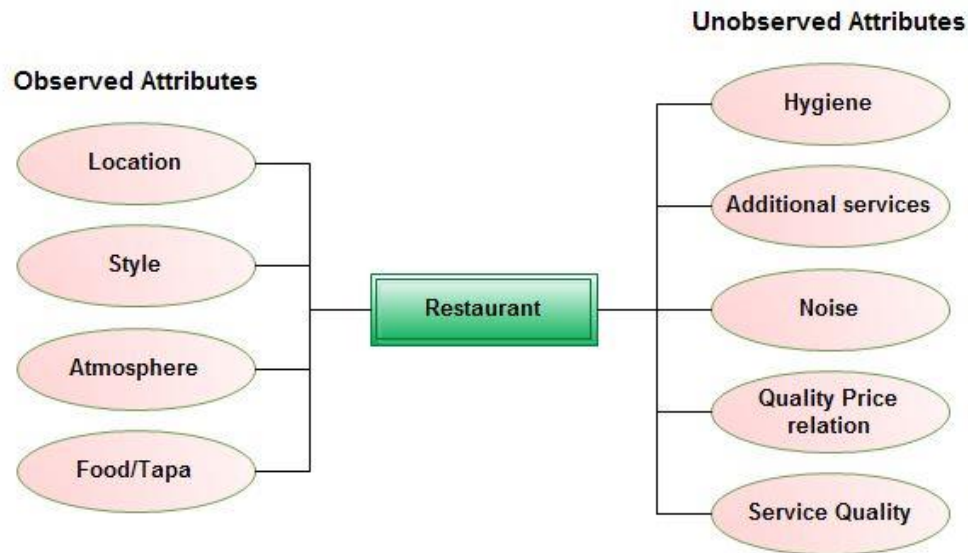 Unobserved Attributes
Observed Attributes
Location
Style
Atmosphere
Food/Tapa
Restaurant
Hygiene
Additional services
Noise
Quality Price
relation
Service Quality